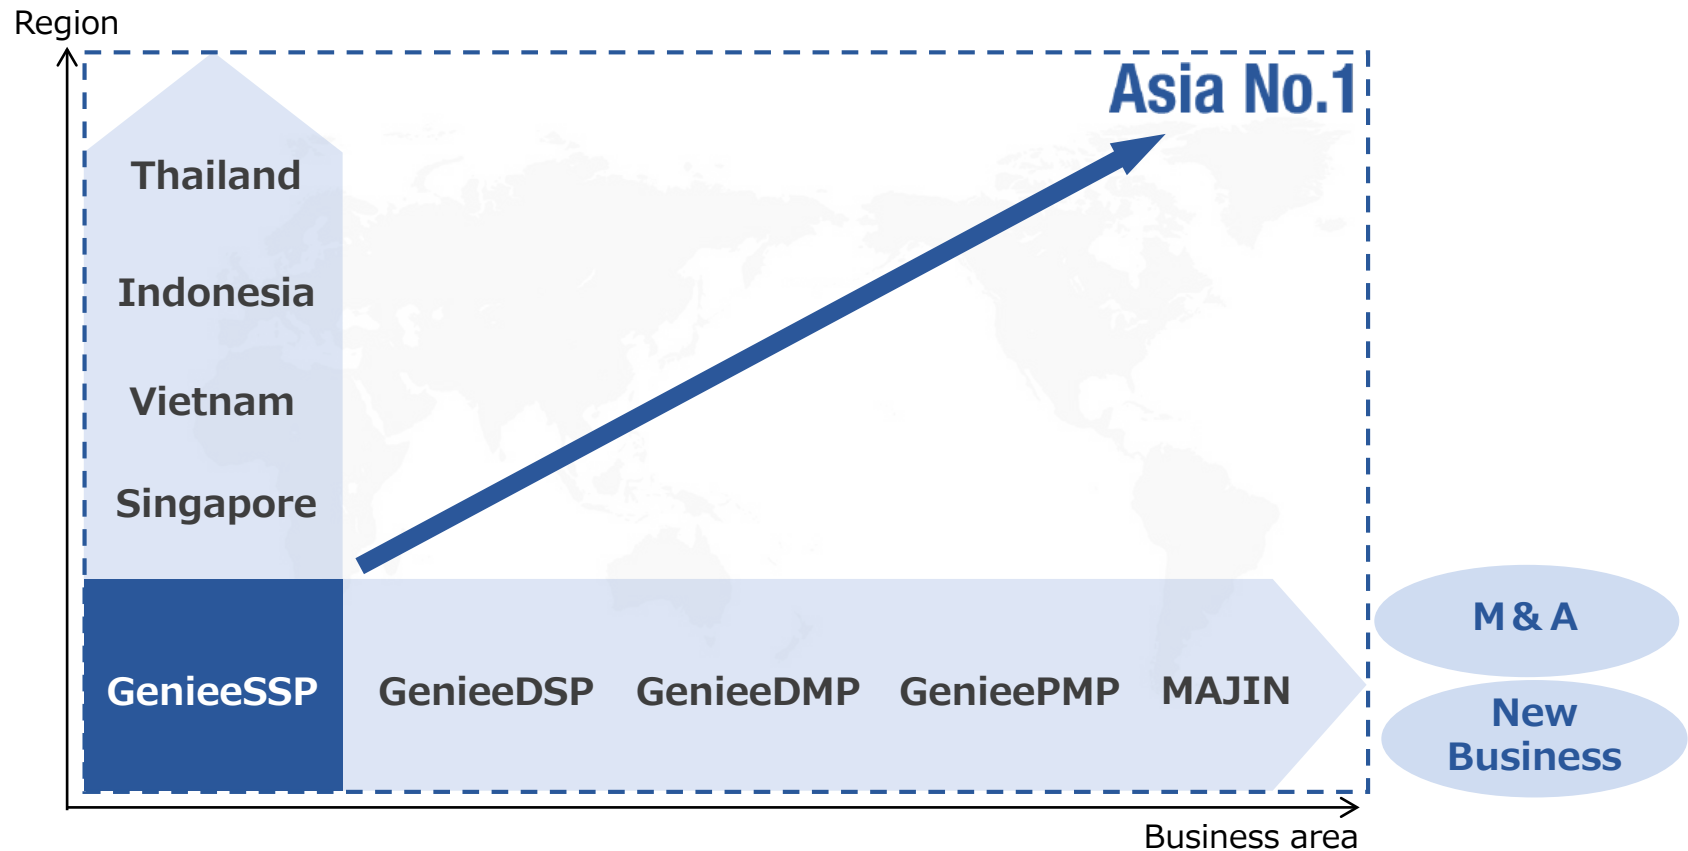 Region
Asia No.1
Thailand
Indonesia
Vietnam
Singapore
GenieeSSP
GenieeDSP
GenieeDMP
GenieePMP
MAJIN
M & A
New
Business
Business area